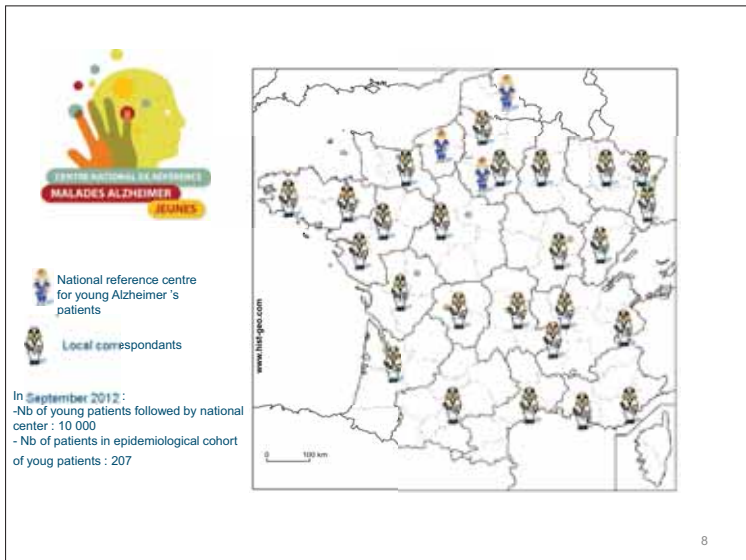 CENTRE NATIONAL DE RÉFÉRENCE
MALADES ALZHEIMER
JEUNES
National reference centre
for young Alzheimer 's
patients
Local correspondants
In September 2012 :
-Nb of young patients followed by national
center : 10 000
- Nb of patients in epidemiological cohort
of youg patients : 207
www.hist-geo.com
0 100 km
8